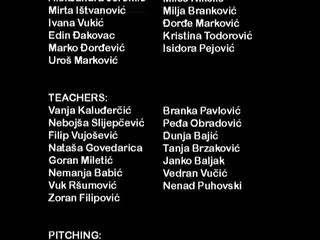 Mirta Ištvanović
Ivana Vukić
Edin Đakovac
Marko Đorđević
Uroš Marković
Milja Branković
Đorđe Marković
Kristina Todorović
Isidora Pejović
TEACHERS:
Vanja Kaluđerčić
Nebojša Slijepčević
Filip Vujošević
Nataša Govedarica
Goran Miletić
Nemanja Babić
Vuk Ršumović
Zoran Filipović
Branka Pavlović
Peđa Obradović
Dunja Bajić
Tanja Brzaković
Janko Baljak
Vedran Vučić
Nenad Puhovski
PITCHING: